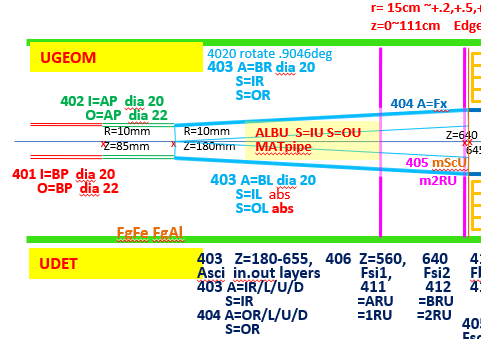 r= 15cm ~+.2,+.5,+
z=0~111cm Edge
UGEOM
4020 rotate .9046deg
403 A=BR dia 20
S=IR
S=OR
402 I=AP dia 20
O=AP dia 22
404 A=Fx
R=10mm
Z=85mm
R=10mm
Z=180mm
ALBU S=IU S=OU
MATpipe
Z=640
645
405 mScU
m2RU
401 I=BP dia 20
O=BP dia 22
403 A=BL dia 20
S=IL abs
S=OL abs
FgFe FgAl
UDET
403 Z=180-655,
Asci in.out layers
403 A=IR/L/U/D
S=IR
404 A=OR/L/U/D
S=OR
406 Z=560, 640
Fsi1, Fsi2
411 412
=ARU =BRU
=1RU =2RU